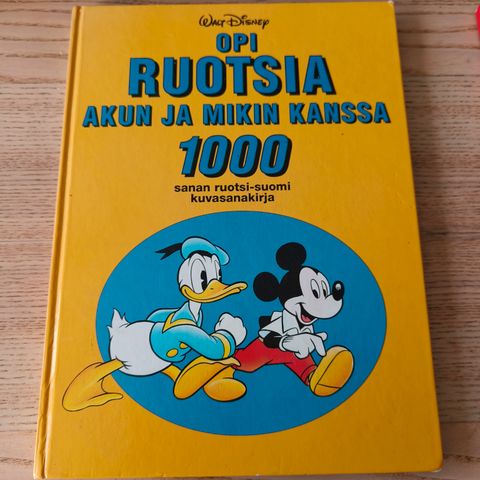 Walt Disney
OPI
RUOTSIA
AKUN JA MIKIN KANSSA
1000
sanan ruotsi-suomi
kuvasanakirja